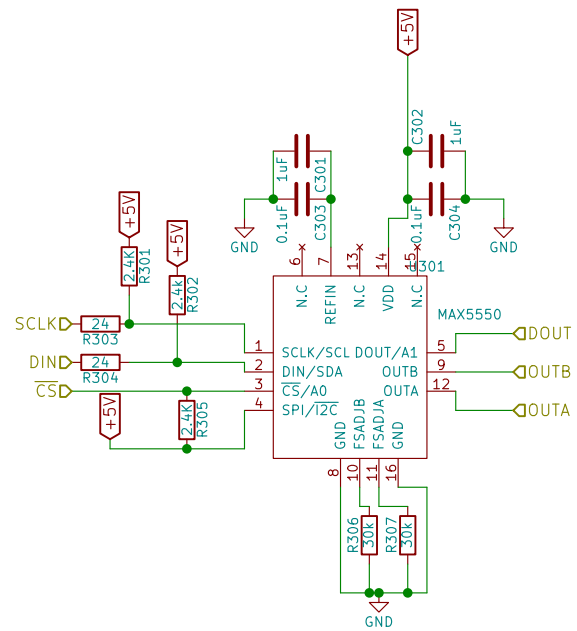 +5V
C302
1uF
1uF
C301
0.1uF
C303
0.1uF
C304
GND
GND
+5V
+5V
2.4K
R301
2.4k
R302
6
7
13
14
15
U301
N.C
REFIN
N.C
VDD
N.C
MAX5550
SCLK
24
R303
DIN
24
R304
CS
+5V
2.4K
R305
1
SCLK/SCL
2
DIN/SDA
3
CS/A0
4
SPI/I2C
DOUT/A1
5
DOUT
OUTB
9
OUTB
OUTA
12
OUTA
GND
FSADJB
FSADJA
GND
8
10
11
16
R306
30k
R307
30k
GND